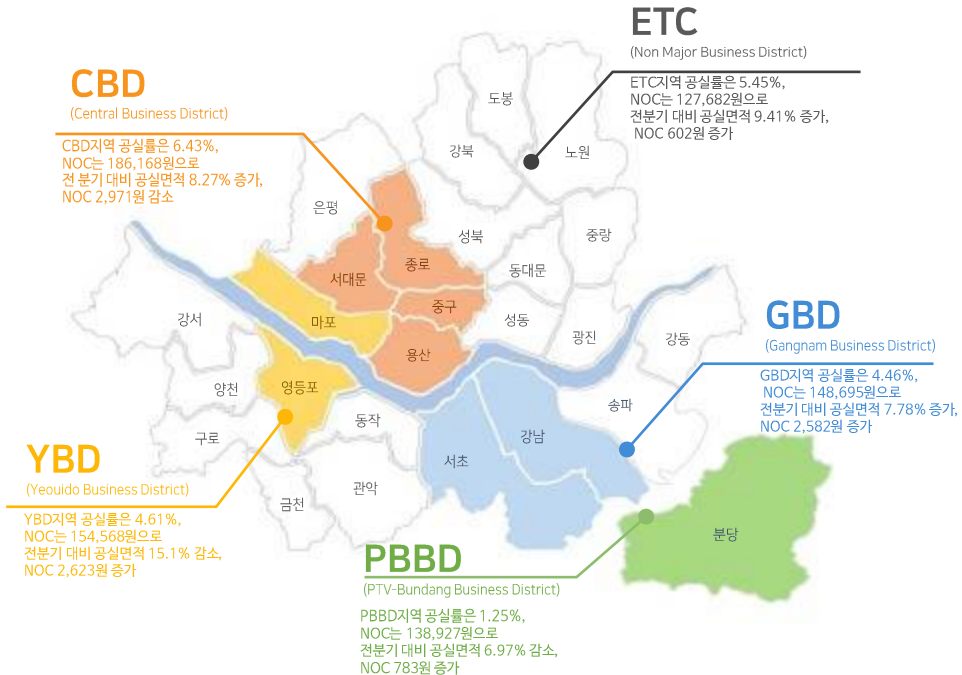 ETC
(Non Major Business District)
ETC지역 공실률은 5.45%,
NOC는 127,682원으로
전분기 대비 공실면적 9.41% 증가,
NOC 602원 증가
CBD
(Central Business District)
CBD지역 공실률은 6.43%,
NOC는 186,168원으로
전 분기 대비 공실면적 8.27% 증가,
NOC 2,971원 감소
도봉
강북
노원
은평
성북
중랑
종로
서대문
동대문
중구
강서
마포
성동
광진
강동
용산
영등포
양천
동작
송파
구로
강남
서초
관악
금천
분당
GBD
(Gangnam Business District)
GBD지역 공실률은 4.46%,
NOC는 148,695원으로
전분기 대비 공실면적 7.78% 증가,
NOC 2,582원 증가
YBD
(Yeouido Business District)
YBD지역 공실률은 4.61%,
NOC는 154,568원으로
전분기 대비 공실면적 15.1% 감소,
NOC 2,623원 증가
PBBD
(PTV-Bundang Business District)
PBBD지역 공실률은 1.25%,
NOC는 138,927원으로
전분기 대비 공실면적 6.97% 감소,
NOC 783원 증가